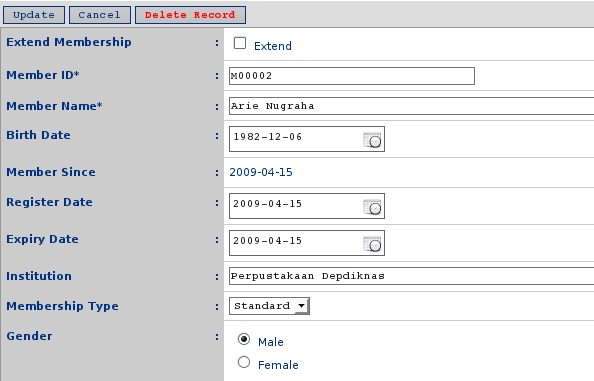 Update Cancel Delete Record
Extend Membership : Extend
Member ID* : M00002
Member Name* : Arie Nugraha
Birth Date : 1982-12-06
Member Since : 2009-04-15
Register Date : 2009-04-15
Expiry Date : 2009-04-15
Institution : Perpustakaan Depdiknas
Membership Type : Standard
Gender : Male
Female